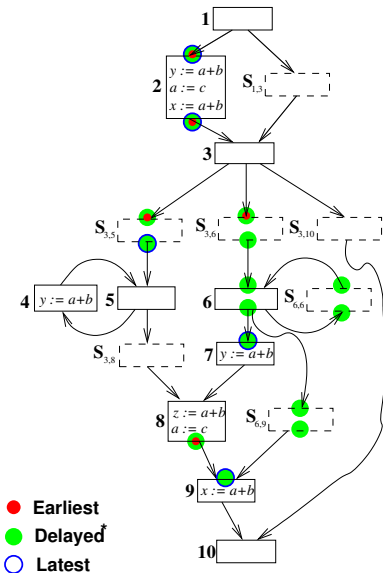 1
2
y := a+b
a := c
x := a+b
S1,3
3
S3,5
S3,6
S3,10
4
y := a+b
5
6
S6,6
S3,8
7
y := a+b
8
z := a+b
a := c
S6,9
9
x := a+b
Earliest
Delayed*
Latest
10